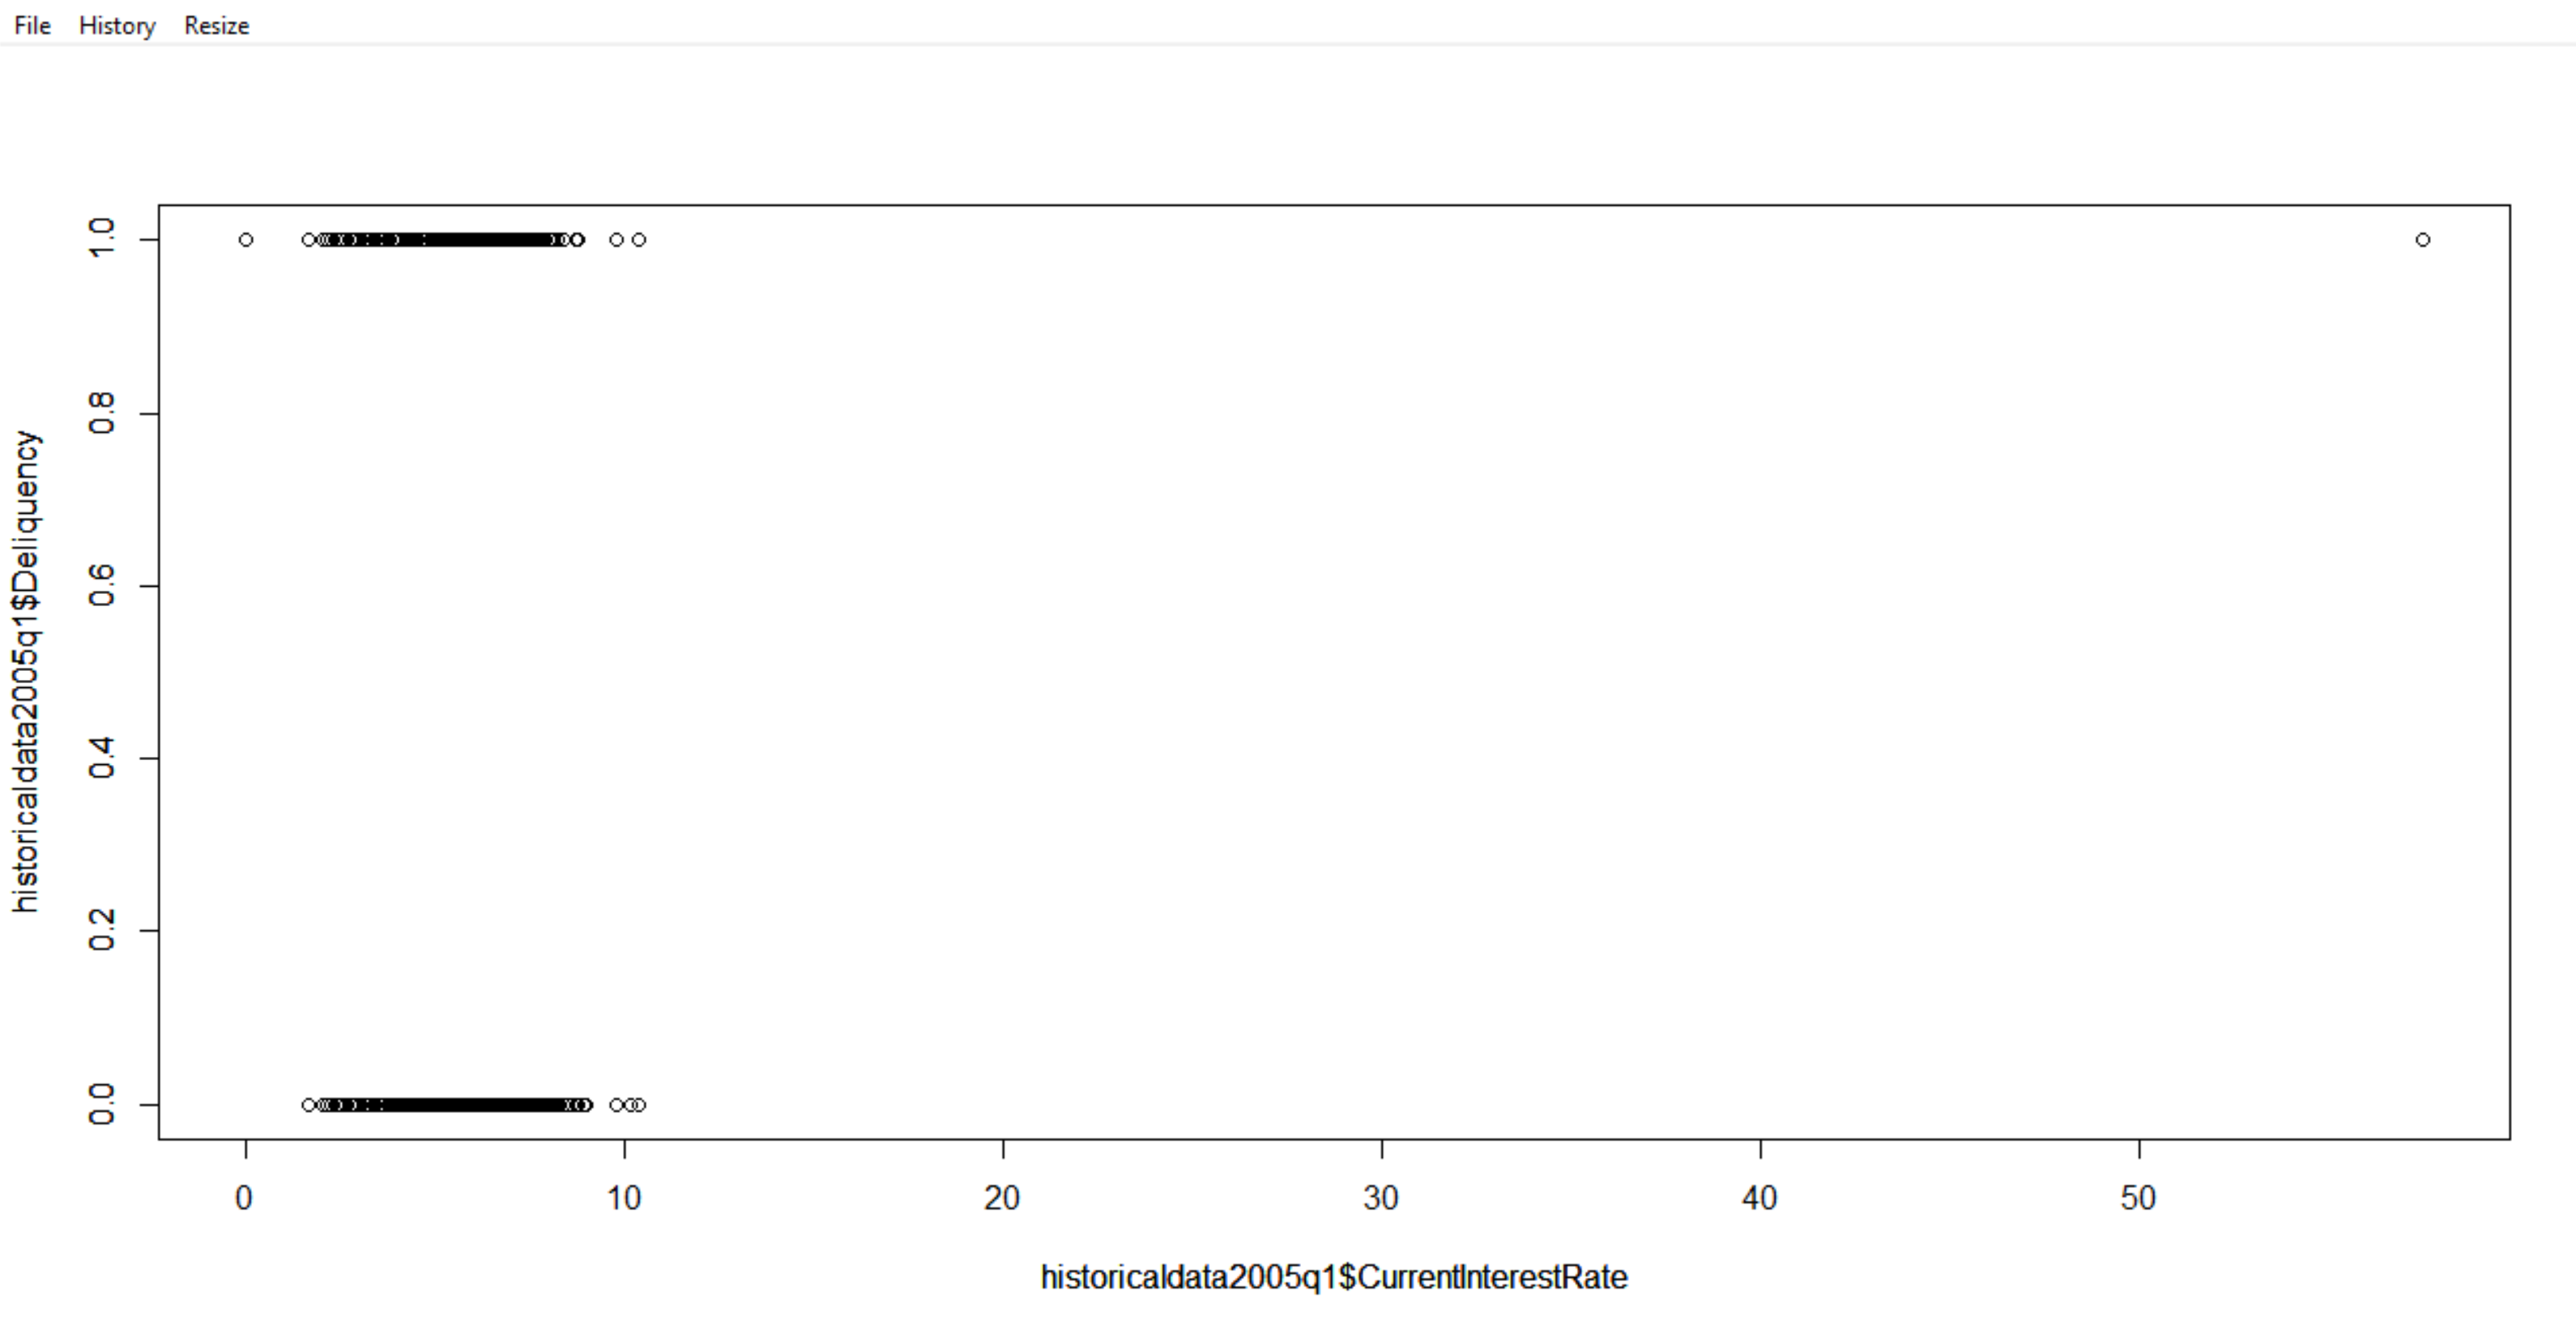 File History Resize
1.0
0.8
0.6
0.4
0.2
0.0
historicaldata2005q1$Deliquency
0 10 20 30 40 50
historicaldata2005q1$CurrentInterestRate